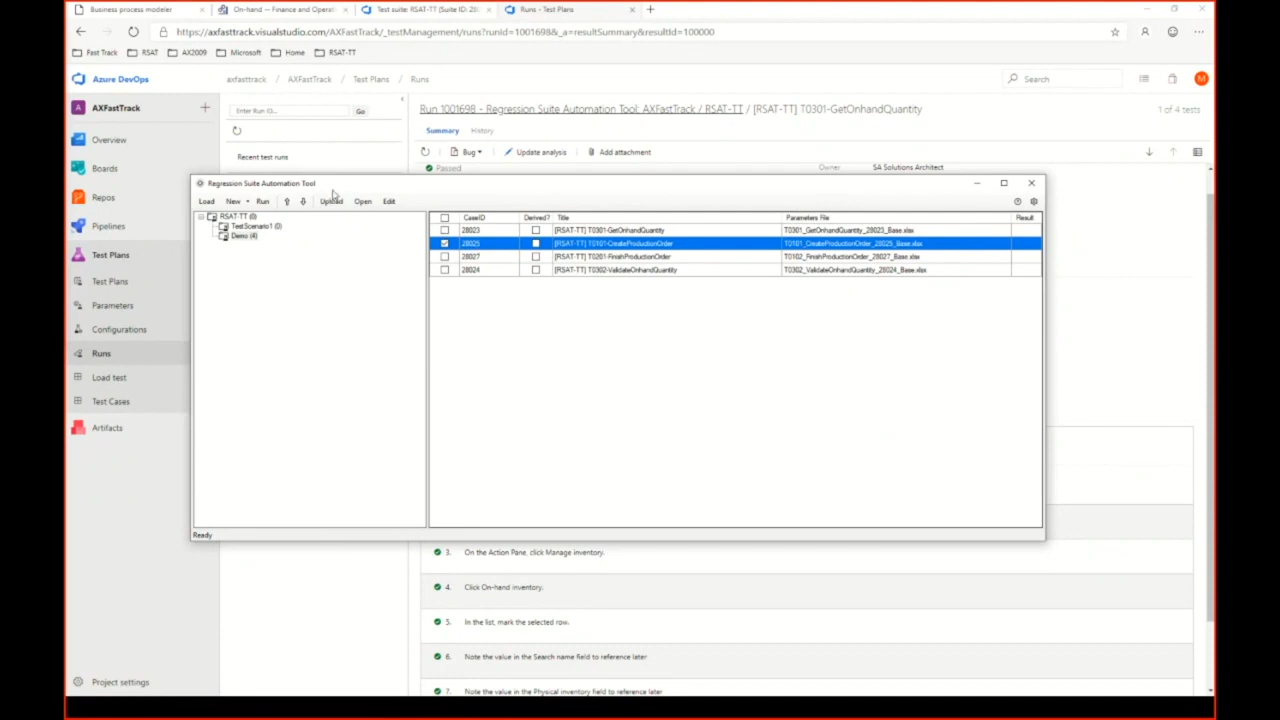 Business process modeler
On-hand -- Finance and Operati
Test suite: RSAT-TT (Suite ID: 28
Runs - Test Plans
https://axfasttrack.visualstudio.com/AXFastTrack/_testManagement/runs?runId=1001698&_a=resultSummary&resultId=100000
Fast Track
RSAT
AX2009
Microsoft
Home
RSAT-TT
Azure DevOps
axfasttrack / AXFastTrack / Test Plans / Runs
Search
M
A AXFastTrack
Enter Run ID...
Go
Run 1001698 - Regression Suite Automation Tool: AXFastTrack / RSAT-TT / [RSAT-TT] T0301-GetOnhandQuantity
1 of 4 tests
Overview
Summary
History
Recent test runs
Bug
Update analysis
Add attachment
Boards
Passed
Owner
SA Solutions Architect
Repos
Pipelines
Test Plans
Test Plans
Parameters
Configurations
Runs
Load test
Test Cases
Artifacts
Project settings
Regression Suite Automation Tool
Load New Run Upload Open Edit
RSAT-TT (0)
TestScenario1 (0)
Demo (4)
CaseID Derived? Title Parameters File Result
28023 [RSAT-TT] T0301-GetOnhandQuantity T0301_GetOnhandQuantity_28023_Base.xlsx
28025 [RSAT-TT] T0101-CreateProductionOrder T0101_CreateProductionOrder_28025_Base.xlsx
28027 [RSAT-TT] T0201-FinishProductionOrder T0102_FinishProductionOrder_28027_Base.xlsx
28024 [RSAT-TT] T0302-ValidateOnhandQuantity T0302_ValidateOnhandQuantity_28024_Base.xlsx
Ready
3. On the Action Pane, click Manage inventory.
4. Click On-hand inventory.
5. In the list, mark the selected row.
6. Note the value in the Search name field to reference later
7. Note the value in the Physical inventory field to reference later